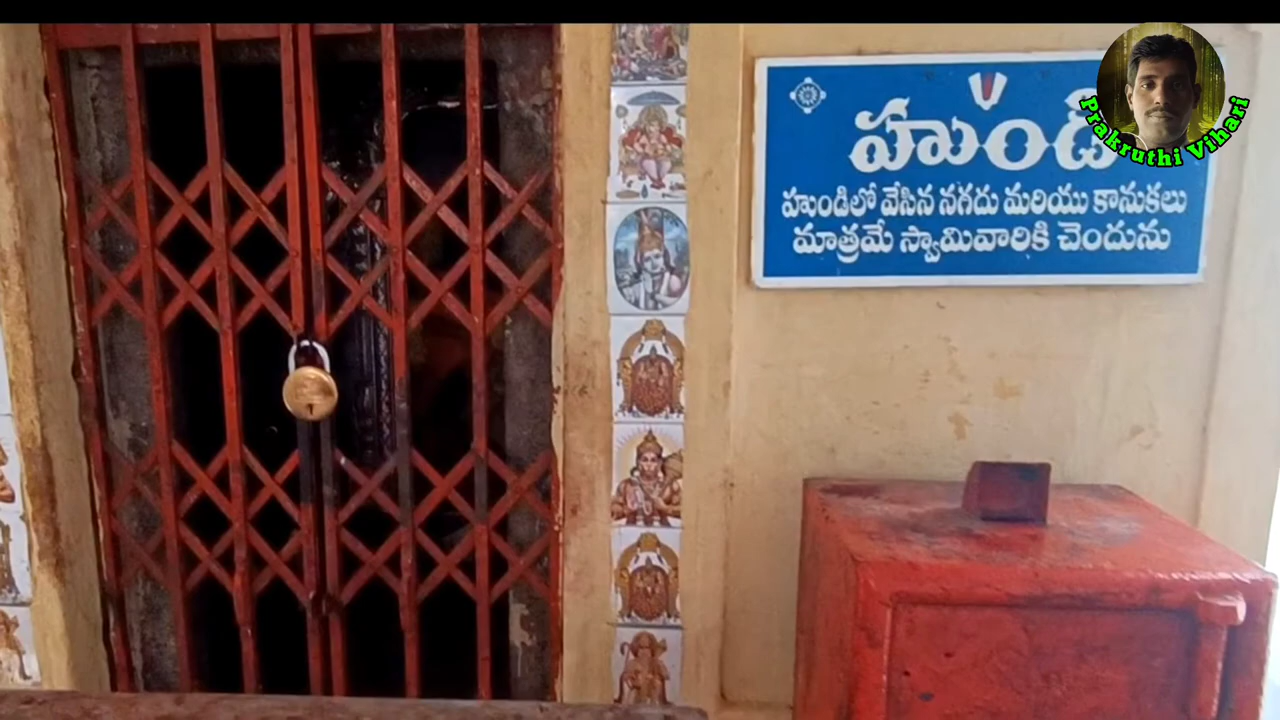 హుండి
హుండిలో వేసిన నగదు మరియు కానుకలు
మాత్రమే స్వామివారికి చెందును
Prakruthi Vihari